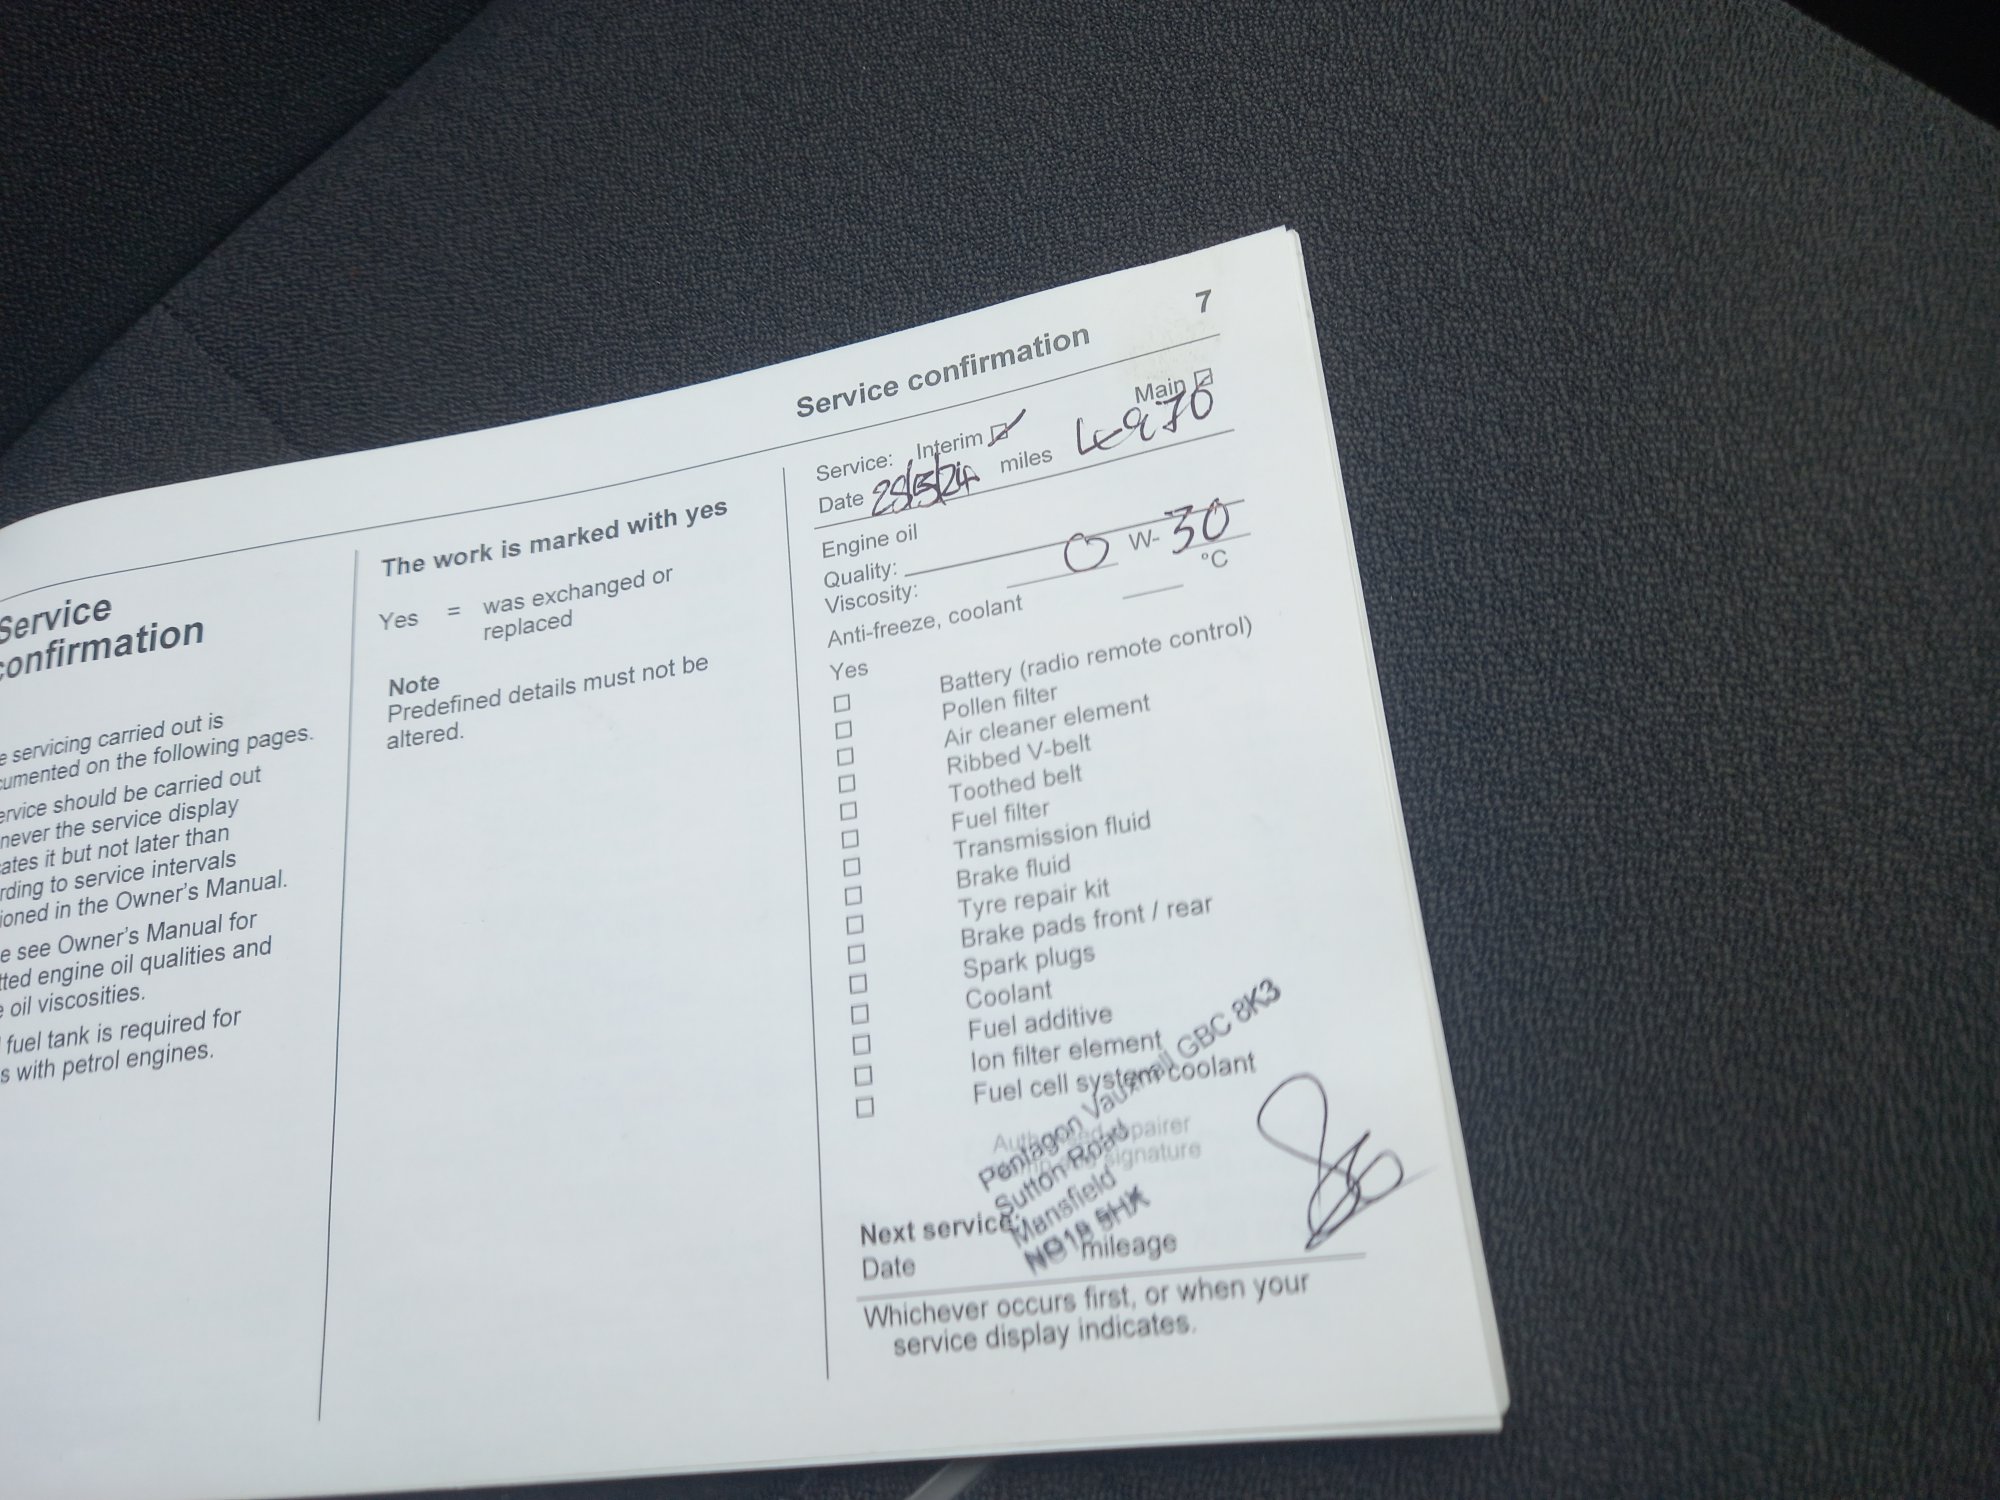 7
Service confirmation
Service
confirmation
e servicing carried out is
cumented on the following pages.
ervice should be carried out
never the service display
ates it but not later than
rding to service intervals
ioned in the Owner's Manual.
e see Owner's Manual for
tted engine oil qualities and
e oil viscosities.
fuel tank is required for
s with petrol engines.
The work is marked with yes
Yes = was exchanged or
replaced
Note
Predefined details must not be
altered.
Service: Interim Main
Date 28/5/24 miles 4976
Engine oil
Quality:
Viscosity: 0 W- 30
Anti-freeze, coolant °C
Yes
Battery (radio remote control)
Pollen filter
Air cleaner element
Ribbed V-belt
Toothed belt
Fuel filter
Transmission fluid
Brake fluid
Tyre repair kit
Brake pads front / rear
Spark plugs
Coolant
Fuel additive
Ion filter element
Fuel cell system coolant
Pentagon Vauxhall GBC 8K3
Sutton Road
Mansfield
NG18 5HX
Next service:
Date mileage
Whichever occurs first, or when your
service display indicates.